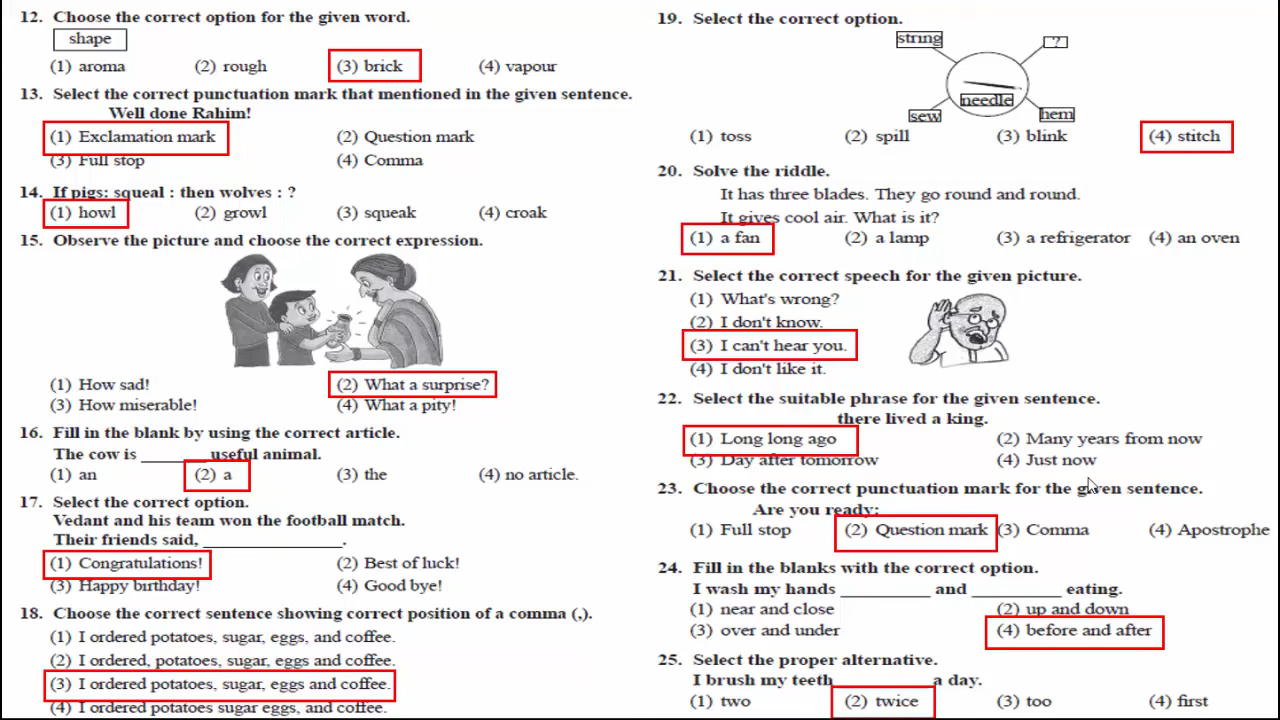 12. Choose the correct option for the given word.
shape
(1) aroma (2) rough (3) brick (4) vapour
13. Select the correct punctuation mark that mentioned in the given sentence.
Well done Rahim!
(1) Exclamation mark (2) Question mark
(3) Full stop (4) Comma
14. If pigs: squeal : then wolves : ?
(1) howl (2) growl (3) squeak (4) croak
15. Observe the picture and choose the correct expression.
(1) How sad! (2) What a surprise?
(3) How miserable! (4) What a pity!
16. Fill in the blank by using the correct article.
The cow is _______ useful animal.
(1) an (2) a (3) the (4) no article.
17. Select the correct option.
Vedant and his team won the football match.
Their friends said, _______________.
(1) Congratulations! (2) Best of luck!
(3) Happy birthday! (4) Good bye!
18. Choose the correct sentence showing correct position of a comma (,).
(1) I ordered potatoes, sugar, eggs, and coffee.
(2) I ordered, potatoes, sugar, eggs and coffee.
(3) I ordered potatoes, sugar, eggs and coffee.
(4) I ordered potatoes sugar eggs, and coffee.
19. Select the correct option.
string ?
needle
sew hem
(1) toss (2) spill (3) blink (4) stitch
20. Solve the riddle.
It has three blades. They go round and round.
It gives cool air. What is it?
(1) a fan (2) a lamp (3) a refrigerator (4) an oven
21. Select the correct speech for the given picture.
(1) What's wrong?
(2) I don't know.
(3) I can't hear you.
(4) I don't like it.
22. Select the suitable phrase for the given sentence.
there lived a king.
(1) Long long ago (2) Many years from now
(3) Day after tomorrow (4) Just now
23. Choose the correct punctuation mark for the given sentence.
Are you ready:
(1) Full stop (2) Question mark (3) Comma (4) Apostrophe
24. Fill in the blanks with the correct option.
I wash my hands __________ and __________ eating.
(1) near and close (2) up and down
(3) over and under (4) before and after
25. Select the proper alternative.
I brush my teeth ___________ a day.
(1) two (2) twice (3) too (4) first